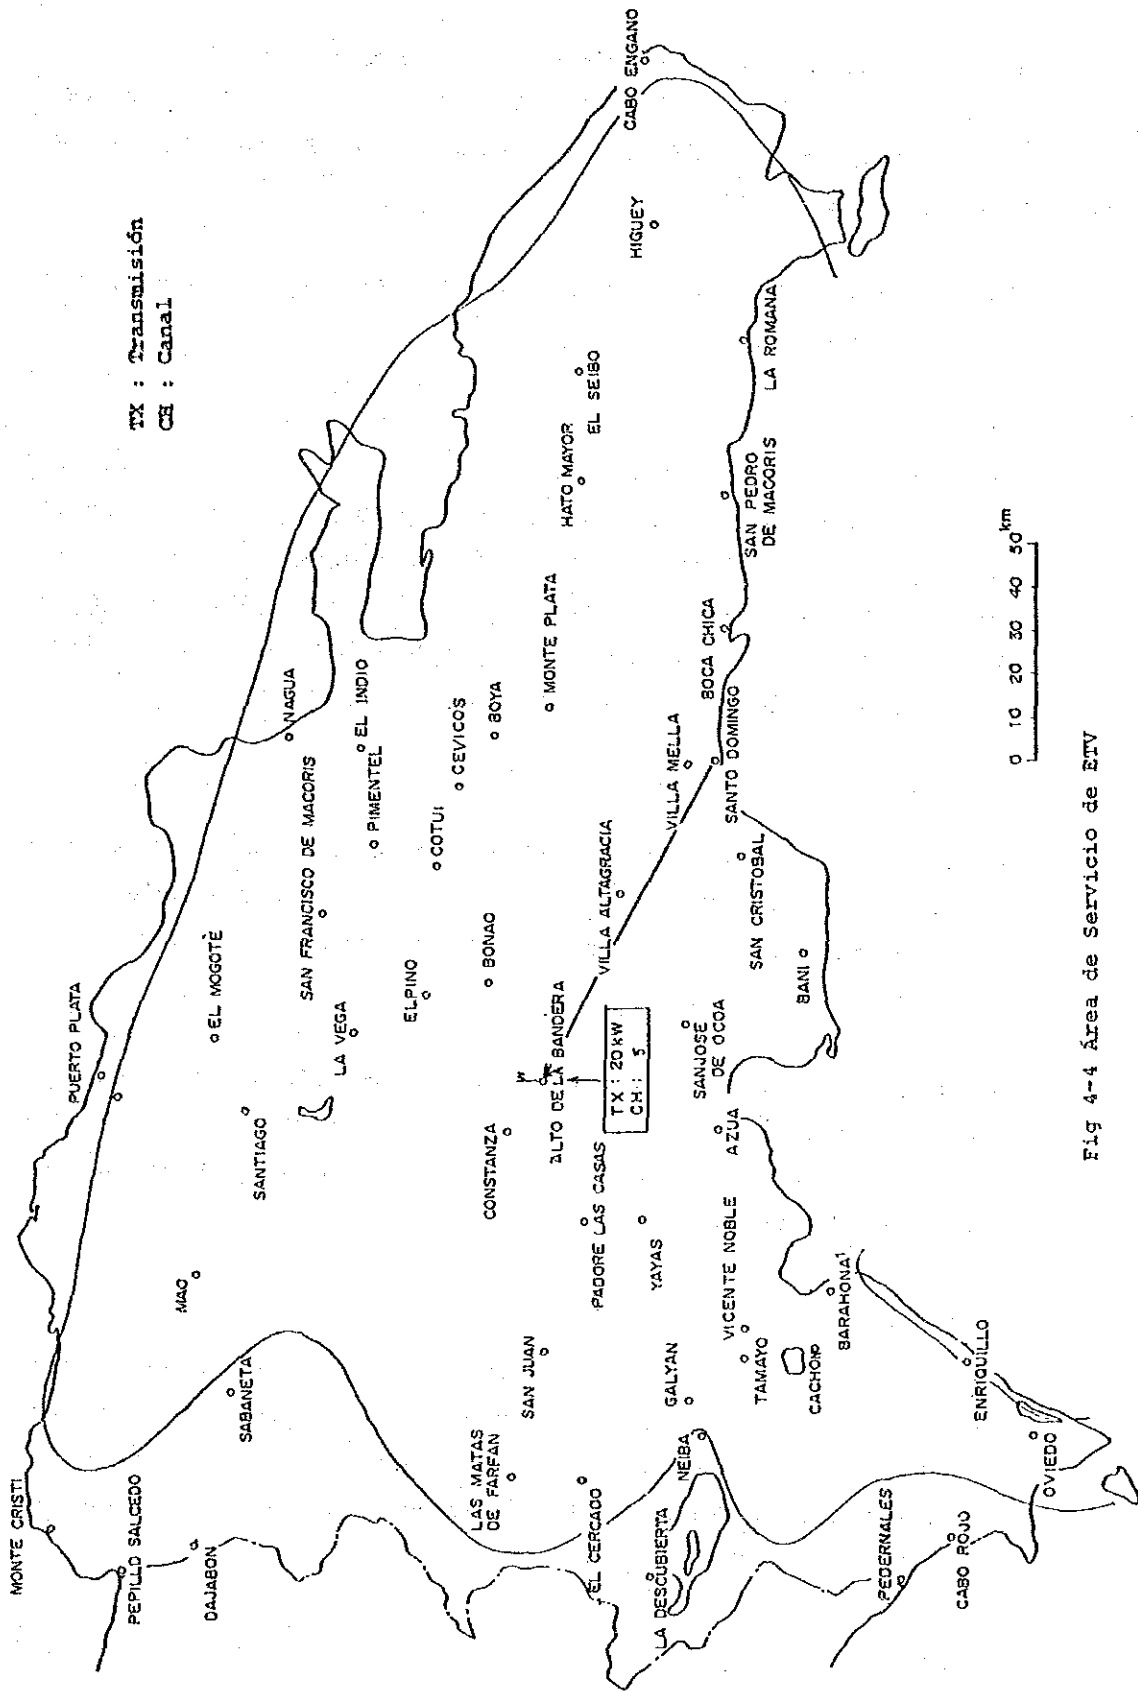 TX : Transmisión
CH : Canal
MONTE CRISTI
PEPILLO SALCEDO
DAJABON
SABANETA
MAO
PUERTO PLATA
SANTIAGO
EL MOGOTE
LA VEGA
SAN FRANCISCO DE MACORIS
NAGUA
PIMENTEL
EL INDIO
ELPINO
COTUI
CEVICOS
BONAO
BOYA
LAS MATAS
DE FARFAN
SAN JUAN
CONSTANZA
ALTO DE LA BANDERA
MONTE PLATA
HATO MAYOR
EL SEIBO
HIGUEY
CABO ENGANO
EL CERCADO
PADORE LAS CASAS
TX : 20KW
CH : 5
VILLA ALTAGRACIA
YAYAS
LA DESCUBIERTA
NEIBA
GALYAN
VICENTE NOBLE
TAMAYO
CACHON
AZUA
SANJOSE
DE OCOA
VILLA MELLA
SANTO DOMINGO
BOCA CHICA
SAN PEDRO
DE MACORIS
LA ROMANA
SAN CRISTOBAL
BANI
BARAHONA
PEDERNALES
CABO ROJO
ENRIQUILLO
OVIEDO
0 10 20 30 40 50 km
Fig 4-4 Área de Servicio de ETV